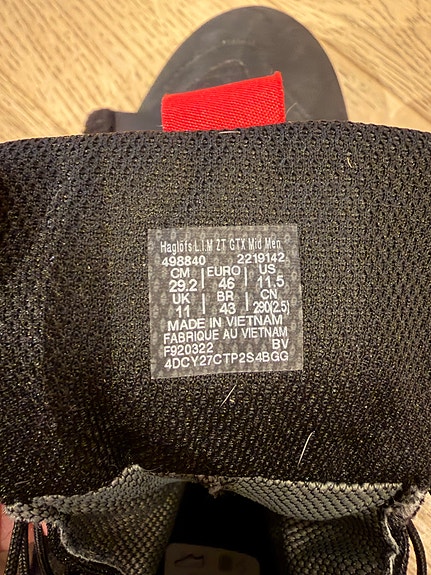 Haglöfs L.I.M ZT GTX Mid Men
498840 2219142
CM EURO US
29.2 46 11.5
UK BR CN
11 43 290(2.5)
MADE IN VIETNAM
FABRIQUE AU VIETNAM
F920322 BV
4DCY27CTP2S4BGG